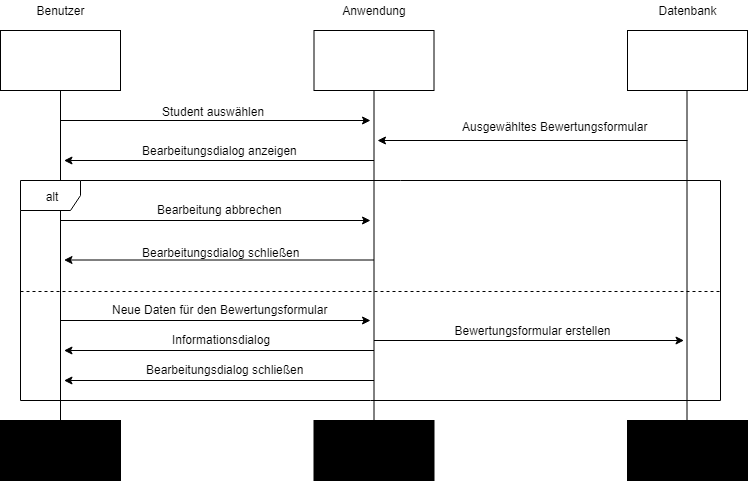 Benutzer
Anwendung
Datenbank
Student auswählen
Ausgewähltes Bewertungsformular
Bearbeitungsdialog anzeigen
alt
Bearbeitung abbrechen
Bearbeitungsdialog schließen
Neue Daten für den Bewertungsformular
Bewertungsformular erstellen
Informationsdialog
Bearbeitungsdialog schließen